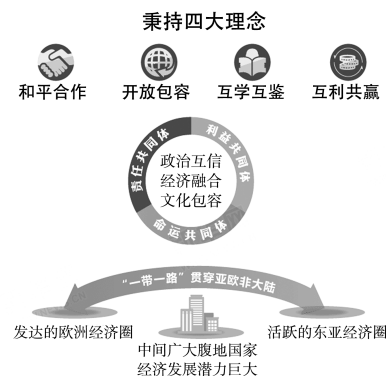 秉持四大理念
和平合作 开放包容 互学互鉴 互利共赢
责任共同体
利益共同体
命运共同体
政治互信
经济融合
文化包容
“一带一路”贯穿亚欧非大陆
发达的欧洲经济圈
中间广大腹地国家
经济发展潜力巨大
活跃的东亚经济圈